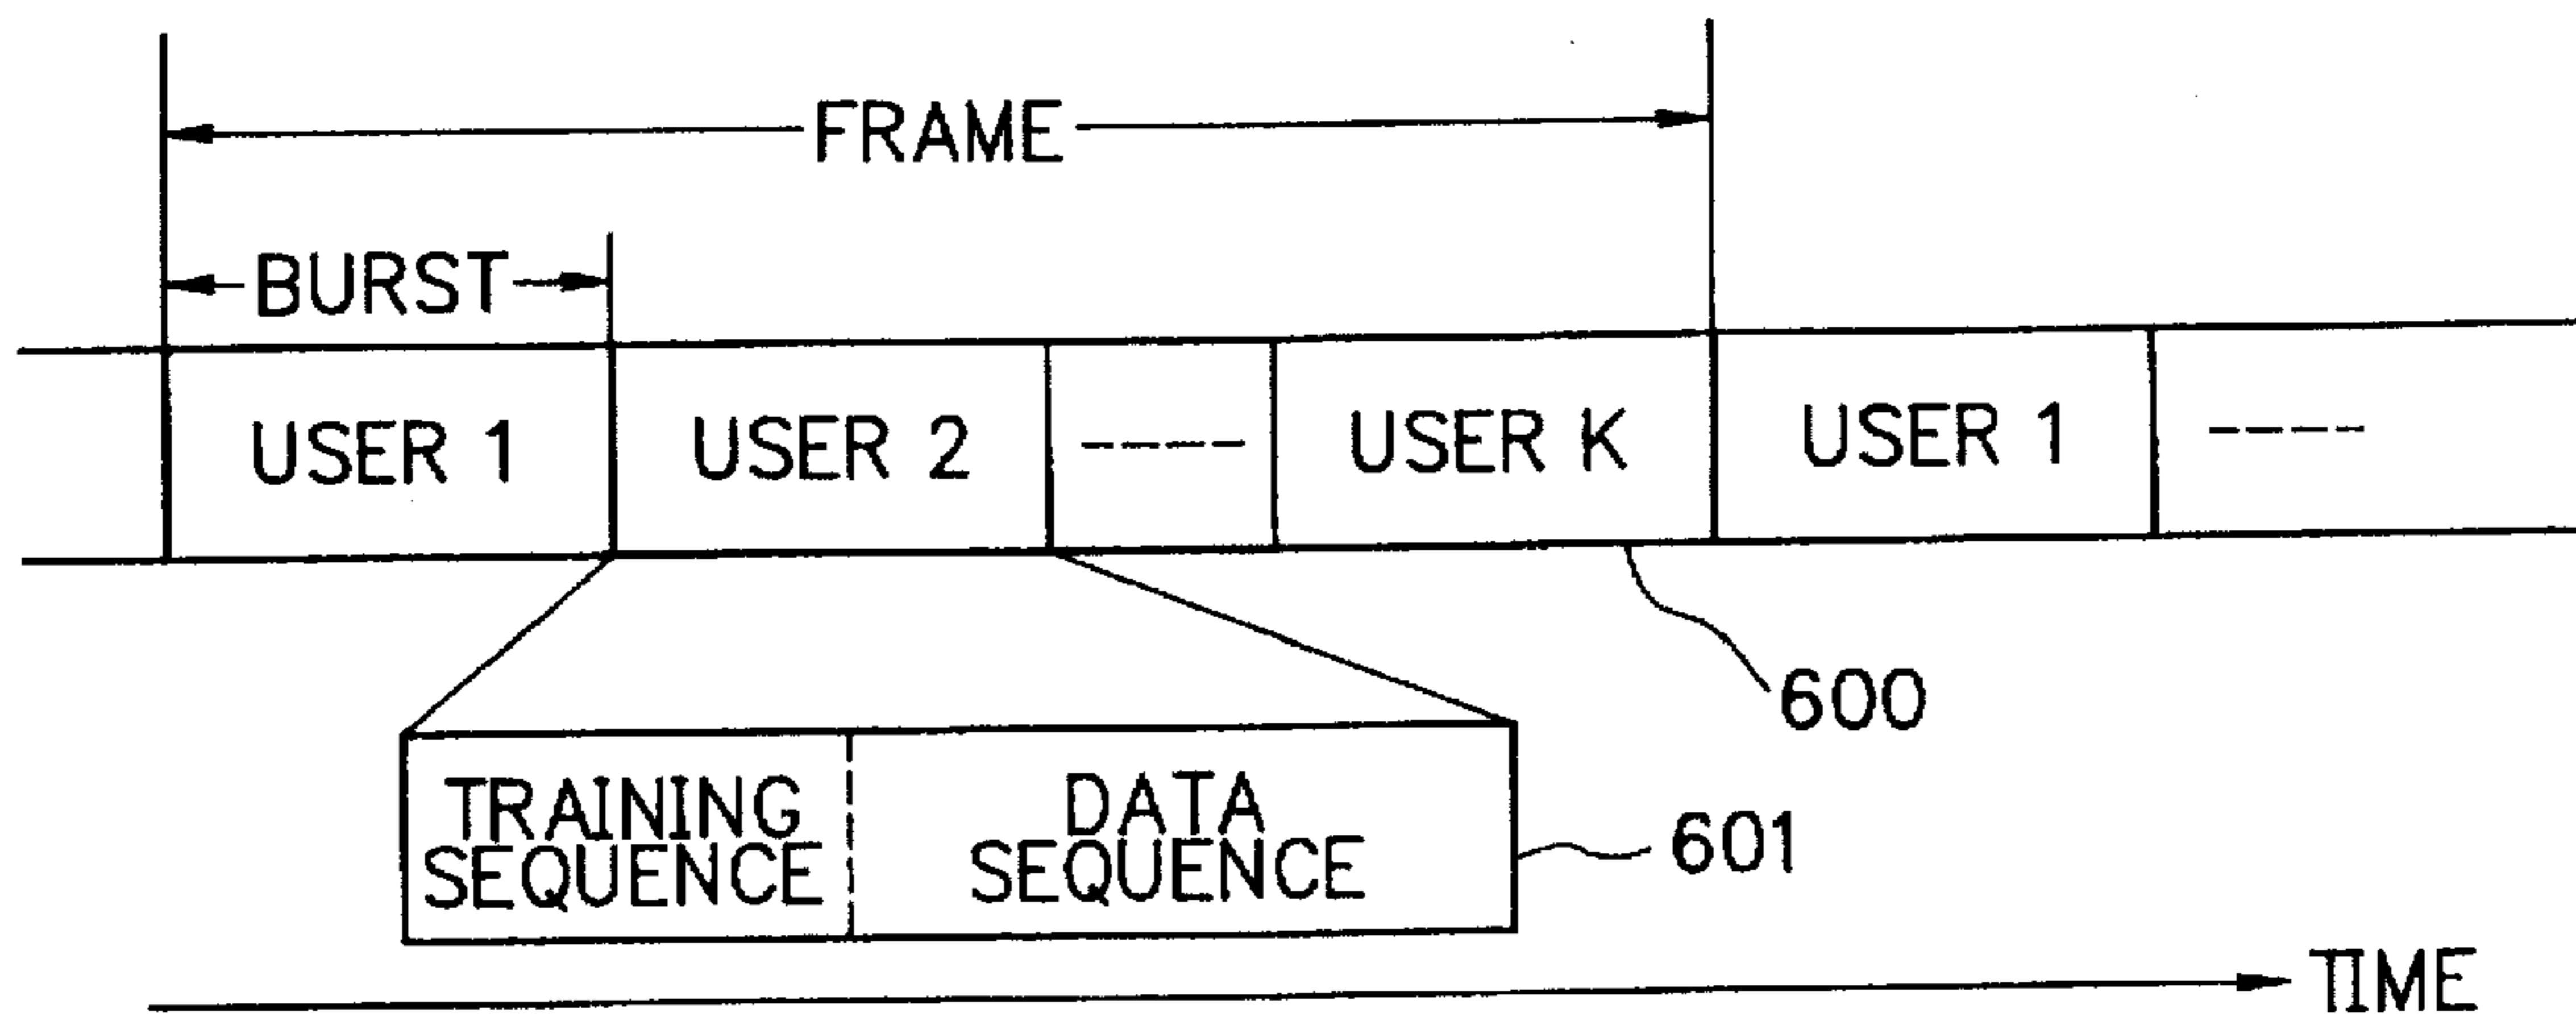 FRAME
BURST
USER 1 USER 2 ---- USER K USER 1 ----
600
TRAINING SEQUENCE
DATA SEQUENCE
601
TIME